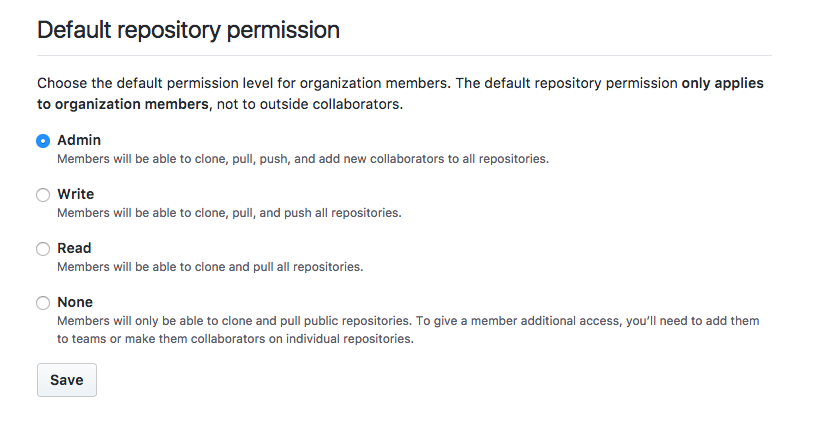 Default repository permission
Choose the default permission level for organization members. The default repository permission only applies
to organization members, not to outside collaborators.
Admin
Members will be able to clone, pull, push, and add new collaborators to all repositories.
Write
Members will be able to clone, pull, and push all repositories.
Read
Members will be able to clone and pull all repositories.
None
Members will only be able to clone and pull public repositories. To give a member additional access, you’ll need to add them
to teams or make them collaborators on individual repositories.
Save